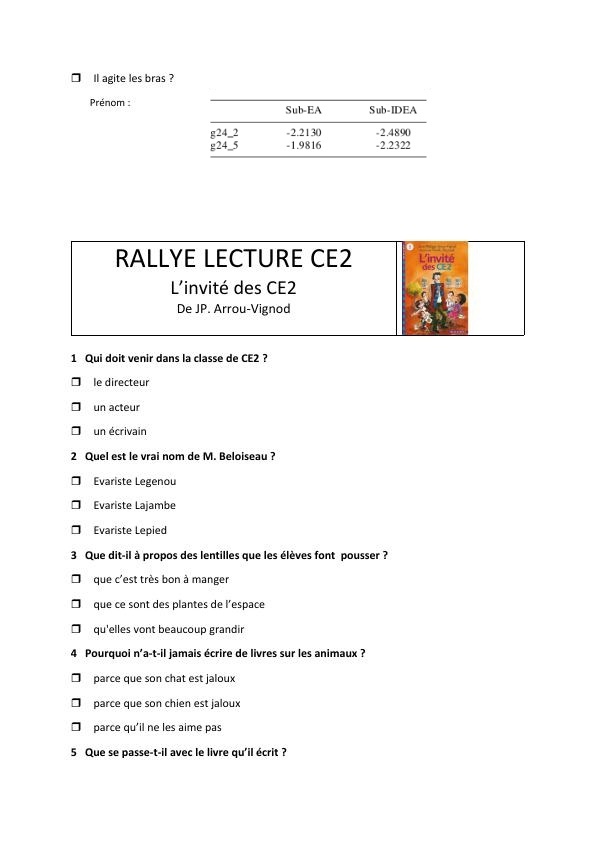 ❒ Il agite les bras ?
Prénom :
Sub-EA Sub-IDEA
g24_2 -2.2130 -2.4890
g24_5 -1.9816 -2.2322
RALLYE LECTURE CE2
L’invité des CE2
De JP. Arrou-Vignod
L'invité
des CE2
1 Qui doit venir dans la classe de CE2 ?
❒ le directeur
❒ un acteur
❒ un écrivain
2 Quel est le vrai nom de M. Beloiseau ?
❒ Evariste Legenou
❒ Evariste Lajambe
❒ Evariste Lepied
3 Que dit-il à propos des lentilles que les élèves font pousser ?
❒ que c’est très bon à manger
❒ que ce sont des plantes de l’espace
❒ qu'elles vont beaucoup grandir
4 Pourquoi n’a-t-il jamais écrire de livres sur les animaux ?
❒ parce que son chat est jaloux
❒ parce que son chien est jaloux
❒ parce qu’il ne les aime pas
5 Que se passe-t-il avec le livre qu’il écrit ?